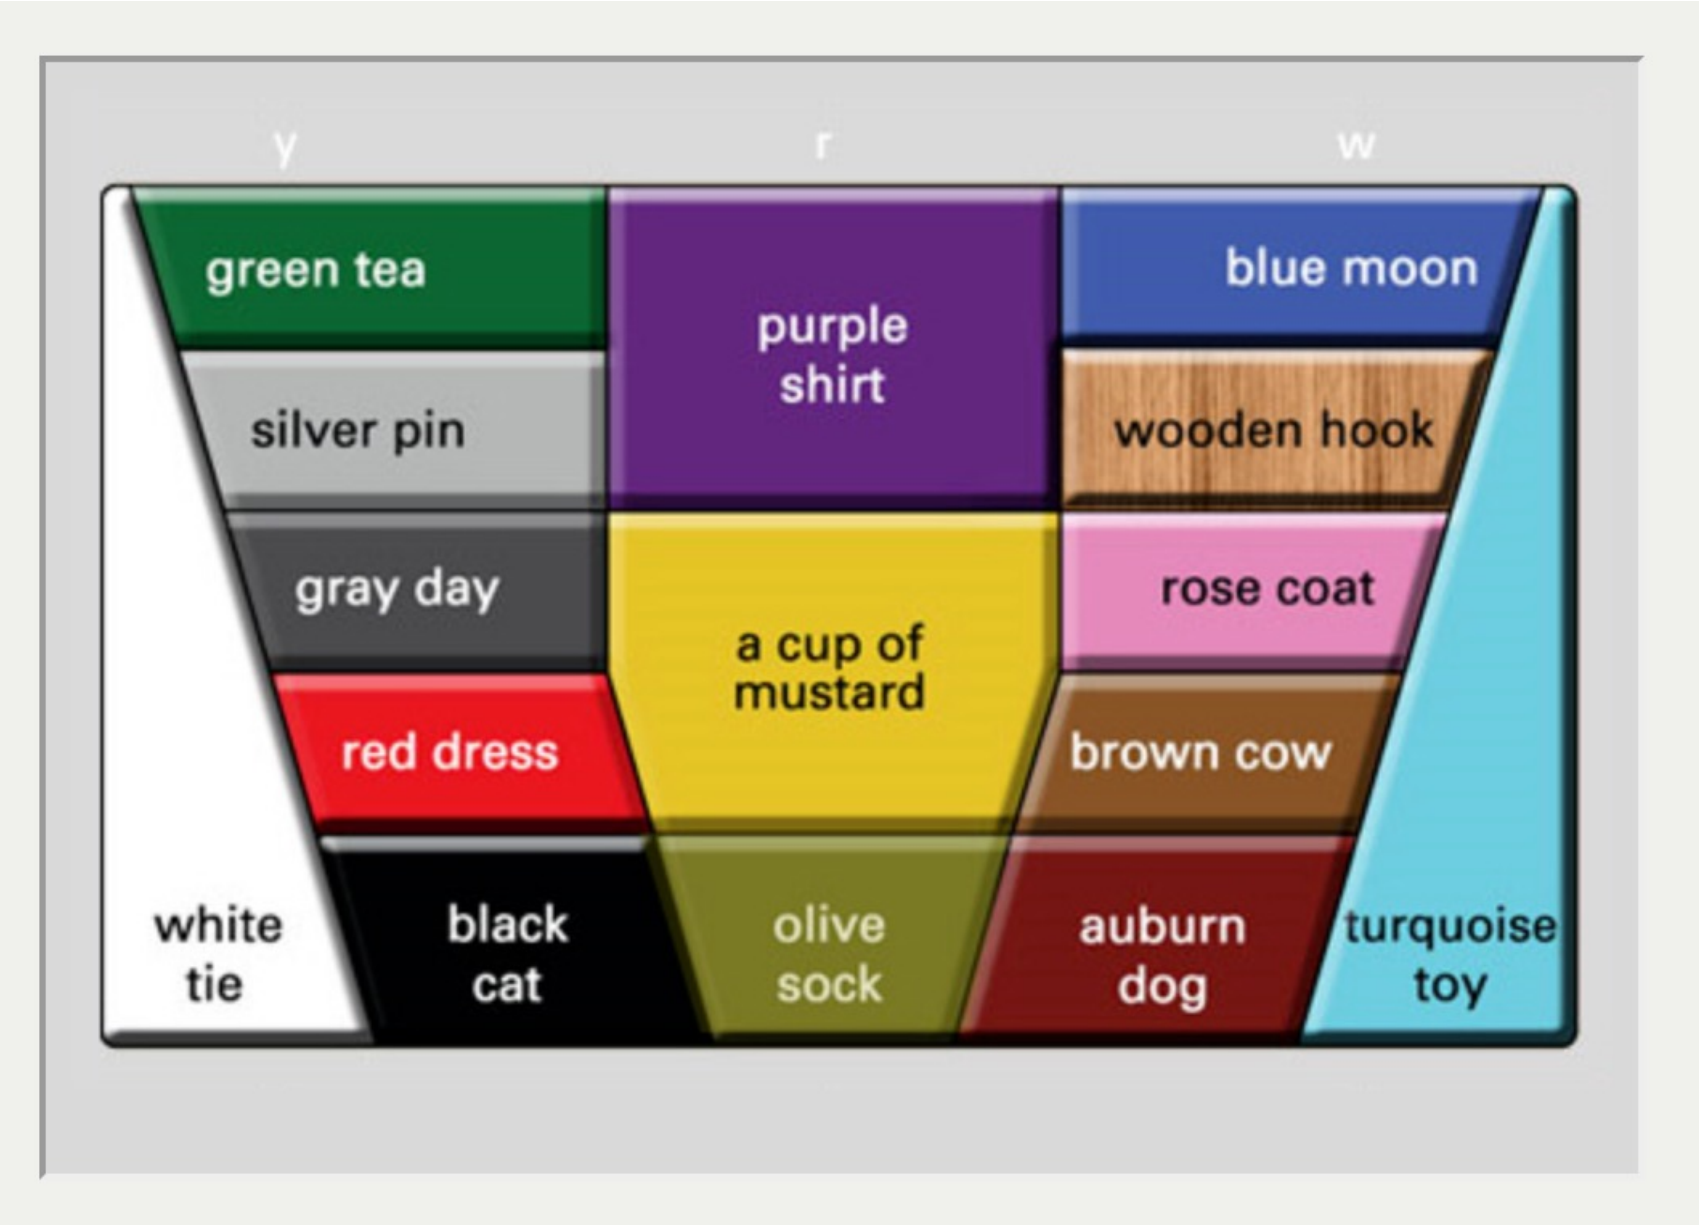 y r w
green tea
purple
shirt
blue moon
silver pin
wooden hook
gray day
a cup of
mustard
rose coat
red dress
brown cow
white
tie
black
cat
olive
sock
auburn
dog
turquoise
toy